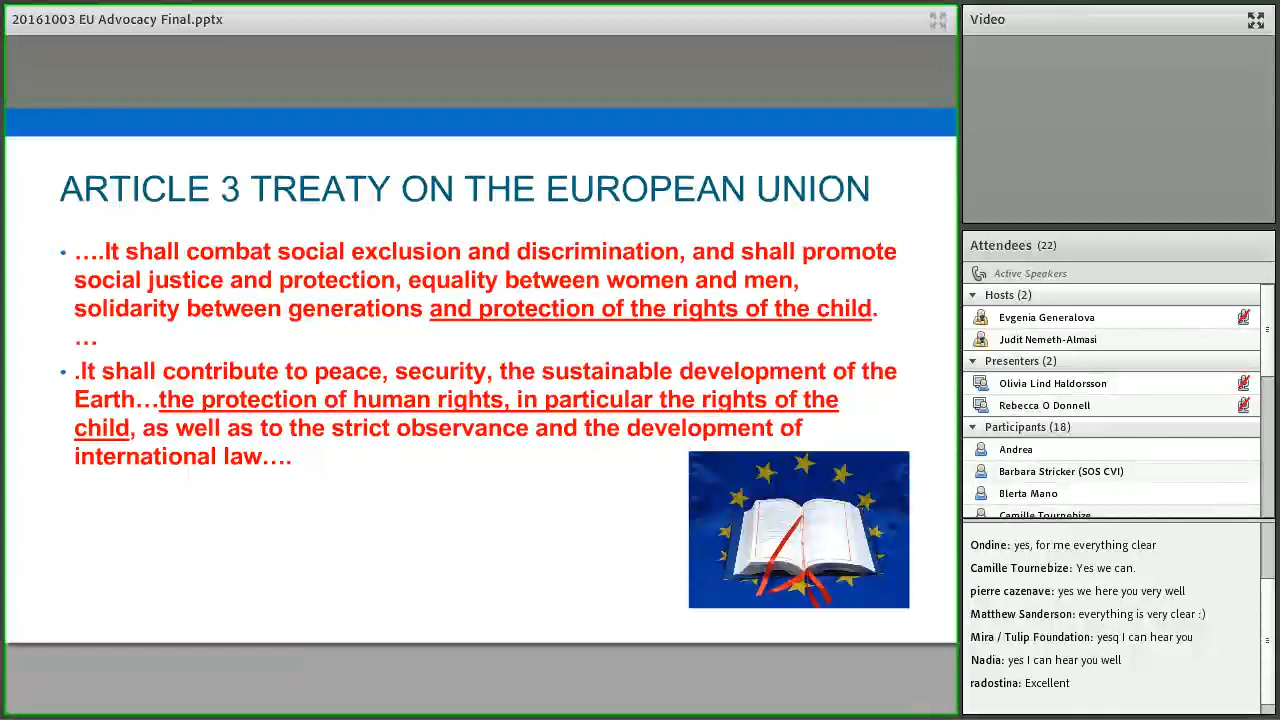 20161003 EU Advocacy Final.pptx
ARTICLE 3 TREATY ON THE EUROPEAN UNION
• ….It shall combat social exclusion and discrimination, and shall promote
social justice and protection, equality between women and men,
solidarity between generations and protection of the rights of the child.
…
• .It shall contribute to peace, security, the sustainable development of the
Earth…the protection of human rights, in particular the rights of the
child, as well as to the strict observance and the development of
international law….
Video
Attendees (22)
Active Speakers
Hosts (2)
Evgenia Generalova
Judit Nemeth-Almasi
Presenters (2)
Olivia Lind Haldorsson
Rebecca O Donnell
Participants (18)
Andrea
Barbara Stricker (SOS CVI)
Blerta Mano
Camille Tournebize
Ondine: yes, for me everything clear
Camille Tournebize: Yes we can.
pierre cazenave: yes we here you very well
Matthew Sanderson: everything is very clear :)
Mira / Tulip Foundation: yesq I can hear you
Nadia: yes I can hear you well
radostina: Excellent